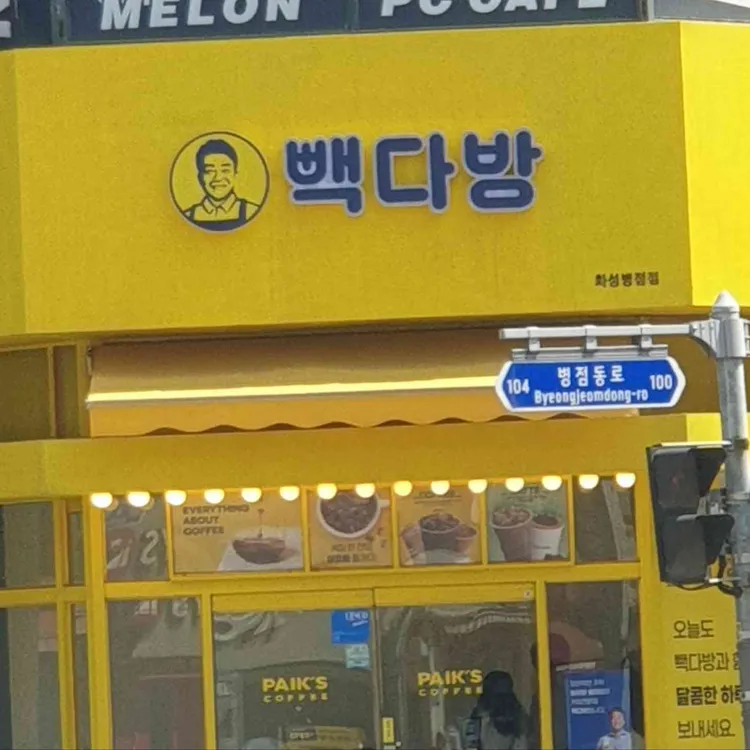 MELON
PC CAFE
빽다방
화성병점점
104 병점동로 100
Byeongjeomdong-ro
EVERYTHING
ABOUT
COFFEE
PAIK'S
COFFEE
PAIK'S
COFFEE
오늘도
빽다방과
달콤한 하루
보내세요